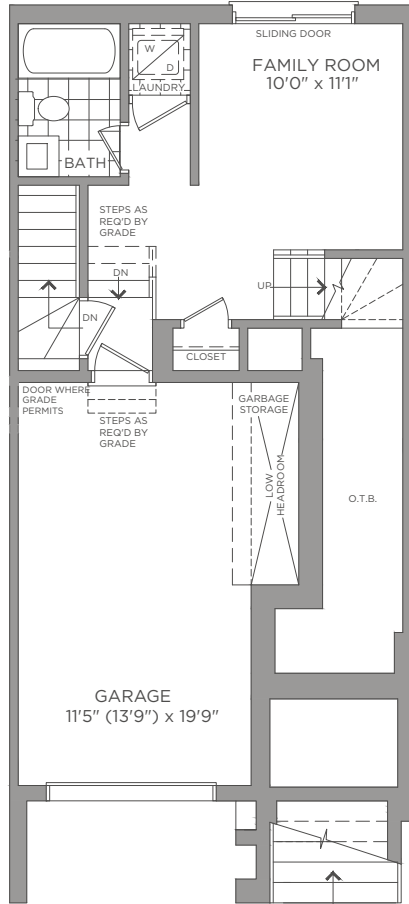 SLIDING DOOR
FAMILY ROOM
10'0" x 11'1"
W
D
LAUNDRY
BATH
STEPS AS
REQ'D BY
GRADE
DN
UP
DN
CLOSET
DOOR WHERE
GRADE
PERMITS
STEPS AS
REQ'D BY
GRADE
GARBAGE
STORAGE
LOW
HEADROOM
O.T.B.
GARAGE
11'5" (13'9") x 19'9"